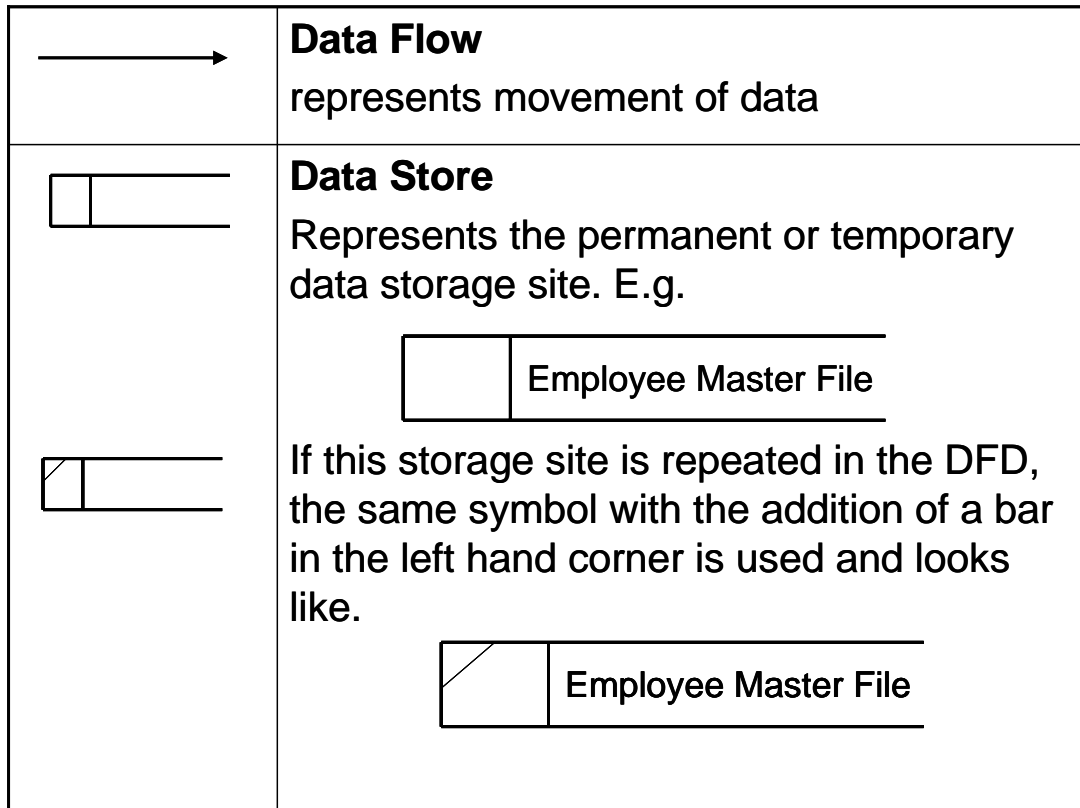 Data Flow
represents movement of data
Data Store
Represents the permanent or temporary
data storage site. E.g.
Employee Master File
If this storage site is repeated in the DFD,
the same symbol with the addition of a bar
in the left hand corner is used and looks
like.
Employee Master File